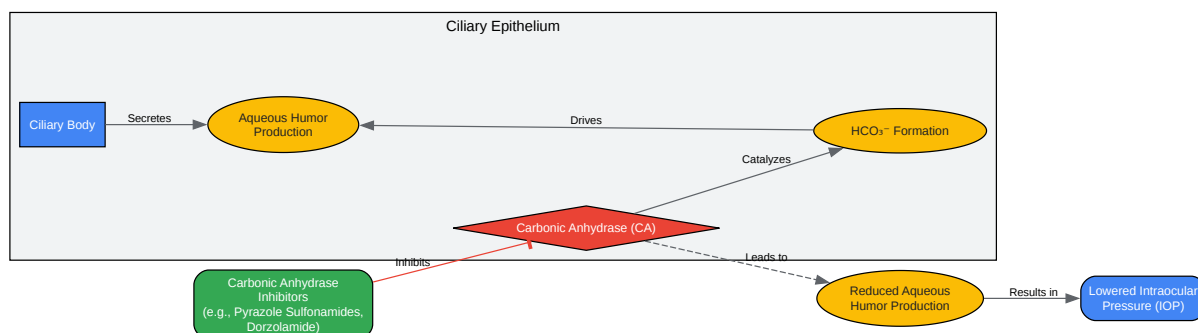 Ciliary Epithelium
Ciliary Body
Secretes
Aqueous Humor
Production
Drives
HCO₃⁻ Formation
Catalyzes
Carbonic Anhydrase (CA)
Inhibits
Leads to
Carbonic Anhydrase
Inhibitors
(e.g., Pyrazole Sulfonamides,
Dorzolamide)
Reduced Aqueous
Humor Production
Results in
Lowered Intraocular
Pressure (IOP)